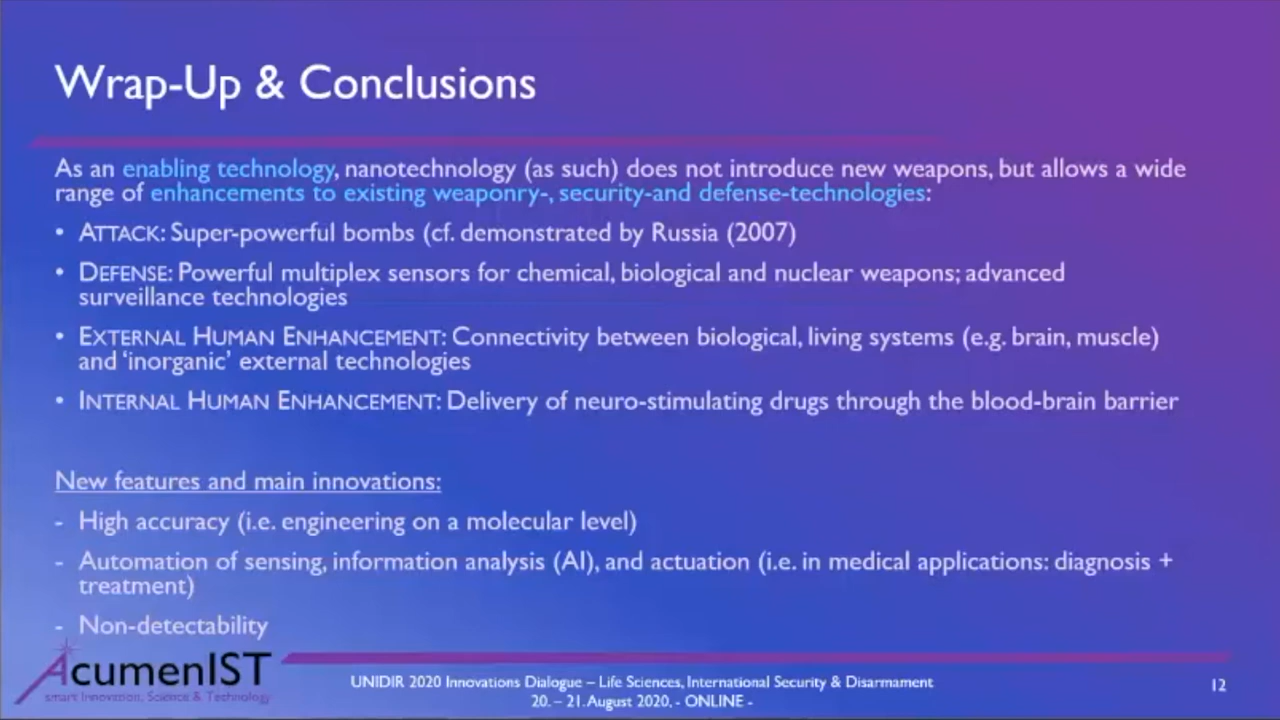 Wrap-Up & Conclusions
As an enabling technology, nanotechnology (as such) does not introduce new weapons, but allows a wide
range of enhancements to existing weaponry-, security-and defense-technologies:
• ATTACK: Super-powerful bombs (cf. demonstrated by Russia (2007)
• DEFENSE: Powerful multiplex sensors for chemical, biological and nuclear weapons; advanced
surveillance technologies
• EXTERNAL HUMAN ENHANCEMENT: Connectivity between biological, living systems (e.g. brain, muscle)
and ‘inorganic’ external technologies
• INTERNAL HUMAN ENHANCEMENT: Delivery of neuro-stimulating drugs through the blood-brain barrier
New features and main innovations:
- High accuracy (i.e. engineering on a molecular level)
- Automation of sensing, information analysis (AI), and actuation (i.e. in medical applications: diagnosis +
treatment)
- Non-detectability
AcumenIST
smart Innovation, Science & Technology
UNIDIR 2020 Innovations Dialogue – Life Sciences, International Security & Disarmament
20. – 21. August 2020, - ONLINE -
12